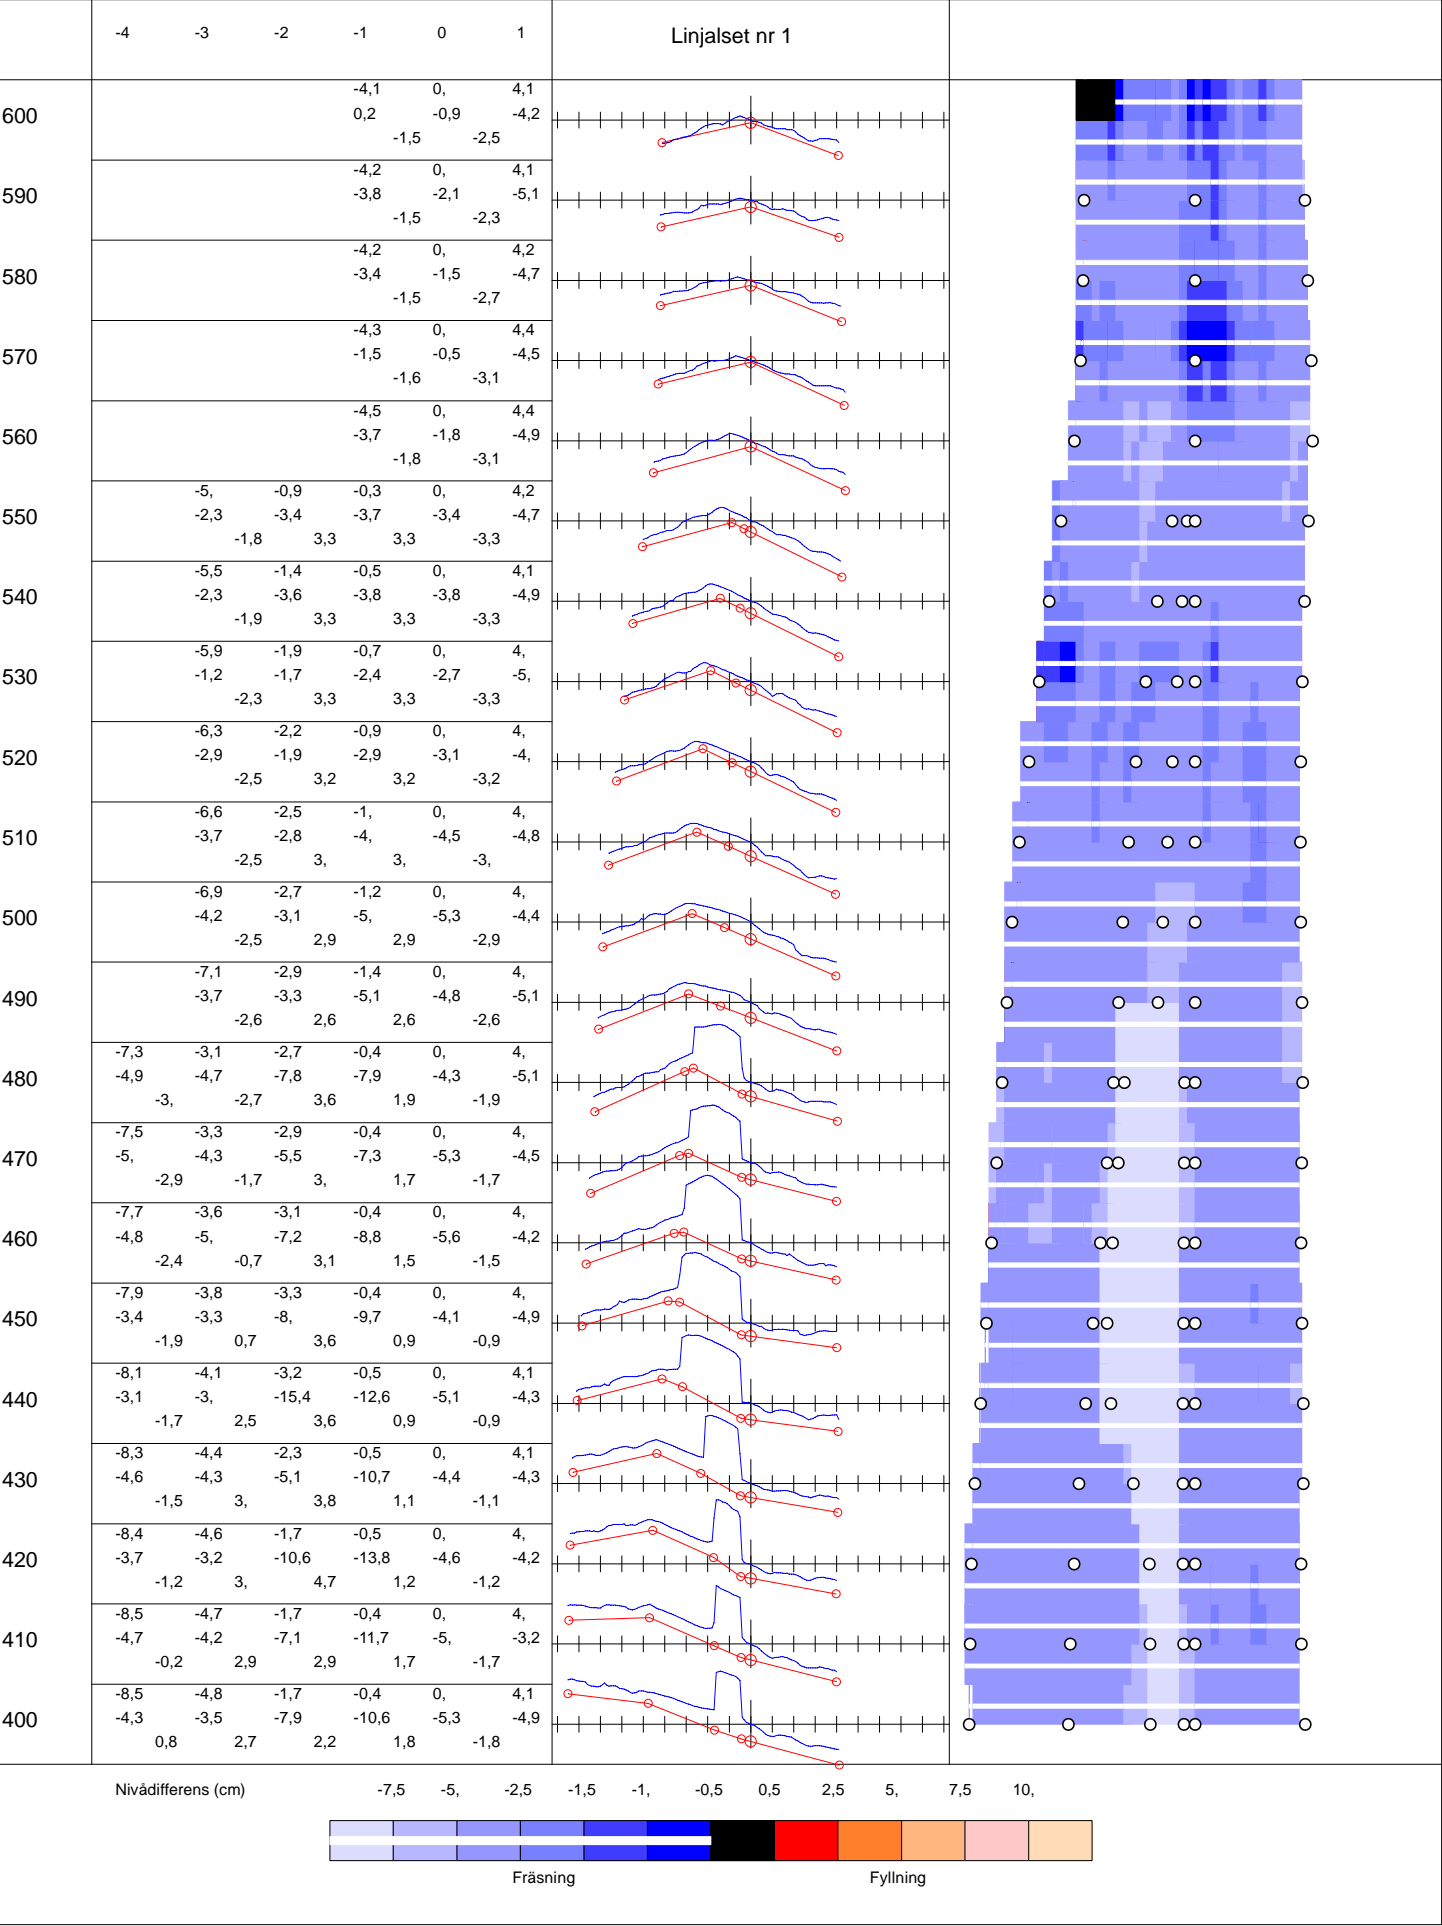 -4 -3 -2 -1 0 1 Linjalset nr 1
-4,1 0, 4,1
600 0,2 -0,9 -4,2
-1,5 -2,5
-4,2 0, 4,1
590 -3,8 -2,1 -5,1
-1,5 -2,3
-4,2 0, 4,2
580 -3,4 -1,5 -4,7
-1,5 -2,7
-4,3 0, 4,4
570 -1,5 -0,5 -4,5
-1,6 -3,1
-4,5 0, 4,4
560 -3,7 -1,8 -4,9
-1,8 -3,1
-5, -0,9 -0,3 0, 4,2
550 -2,3 -3,4 -3,7 -3,4 -4,7
-1,8 3,3 3,3 -3,3
-5,5 -1,4 -0,5 0, 4,1
540 -2,3 -3,6 -3,8 -3,8 -4,9
-1,9 3,3 3,3 -3,3
-5,9 -1,9 -0,7 0, 4,
530 -1,2 -1,7 -2,4 -2,7 -5,
-2,3 3,3 3,3 -3,3
-6,3 -2,2 -0,9 0, 4,
520 -2,9 -1,9 -2,9 -3,1 -4,
-2,5 3,2 3,2 -3,2
-6,6 -2,5 -1, 0, 4,
510 -3,7 -2,8 -4, -4,5 -4,8
-2,5 3, 3, -3,
-6,9 -2,7 -1,2 0, 4,
500 -4,2 -3,1 -5, -5,3 -4,4
-2,5 2,9 2,9 -2,9
-7,1 -2,9 -1,4 0, 4,
490 -3,7 -3,3 -5,1 -4,8 -5,1
-2,6 2,6 2,6 -2,6
-7,3 -3,1 -2,7 -0,4 0, 4,
480 -4,9 -4,7 -7,8 -7,9 -4,3 -5,1
-3, -2,7 3,6 1,9 -1,9
-7,5 -3,3 -2,9 -0,4 0, 4,
470 -5, -4,3 -5,5 -7,3 -5,3 -4,5
-2,9 -1,7 3, 1,7 -1,7
-7,7 -3,6 -3,1 -0,4 0, 4,
460 -4,8 -5, -7,2 -8,8 -5,6 -4,2
-2,4 -0,7 3,1 1,5 -1,5
-7,9 -3,8 -3,3 -0,4 0, 4,
450 -3,4 -3,3 -8, -9,7 -4,1 -4,9
-1,9 0,7 3,6 0,9 -0,9
-8,1 -4,1 -3,2 -0,5 0, 4,1
440 -3,1 -3, -15,4 -12,6 -5,1 -4,3
-1,7 2,5 3,6 0,9 -0,9
-8,3 -4,4 -2,3 -0,5 0, 4,1
430 -4,6 -4,3 -5,1 -10,7 -4,4 -4,3
-1,5 3, 3,8 1,1 -1,1
-8,4 -4,6 -1,7 -0,5 0, 4,
420 -3,7 -3,2 -10,6 -13,8 -4,6 -4,2
-1,2 3, 4,7 1,2 -1,2
-8,5 -4,7 -1,7 -0,4 0, 4,
410 -4,7 -4,2 -7,1 -11,7 -5, -3,2
-0,2 2,9 2,9 1,7 -1,7
-8,5 -4,8 -1,7 -0,4 0, 4,1
400 -4,3 -3,5 -7,9 -10,6 -5,3 -4,9
0,8 2,7 2,2 1,8 -1,8
Nivådifferens (cm) -7,5 -5, -2,5 -1,5 -1, -0,5 0,5 2,5 5, 7,5 10,
Fräsning Fyllning